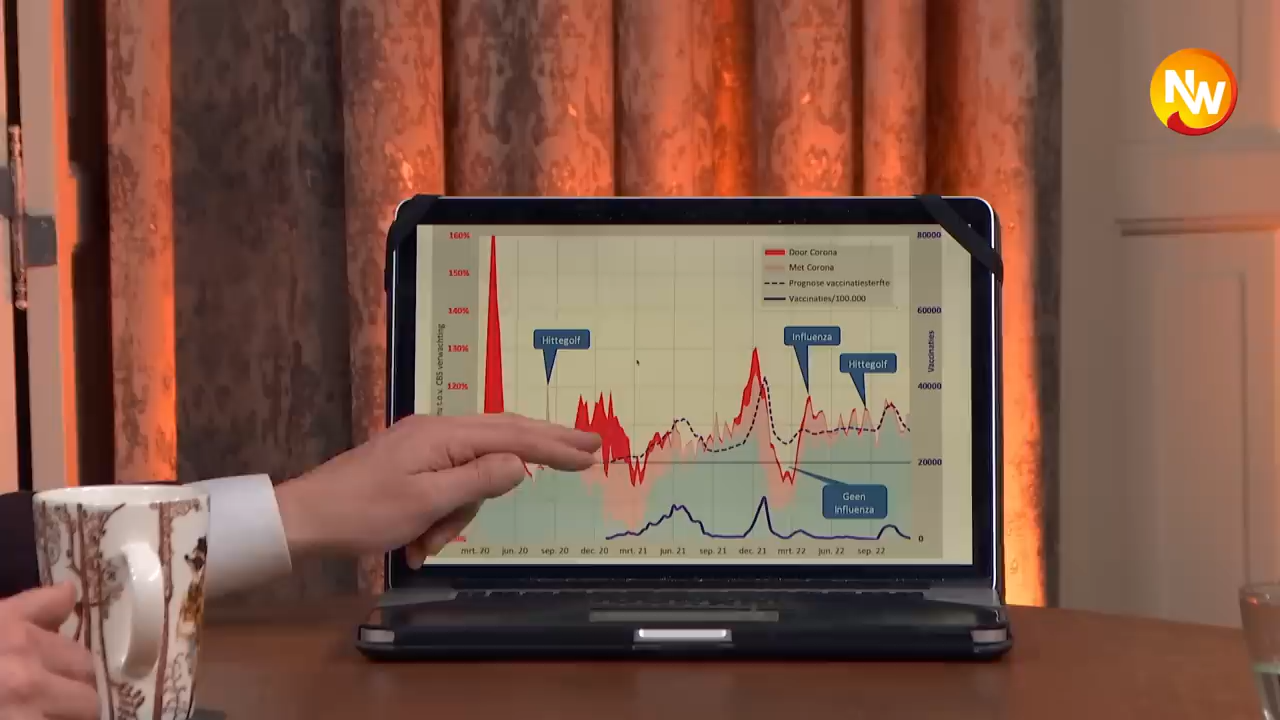 NW
160%
150%
140%
130%
120%
t.o.v. CBS verwachting
80000
60000
40000
20000
0
Vaccinaties
Door Corona
Met Corona
Prognose vaccinatiesterfte
Vaccinaties/100.000
Hittegolf
Influenza
Hittegolf
Geen
Influenza
mrt. 20 jun. 20 sep. 20 dec. 20 mrt. 21 jun. 21 sep. 21 dec. 21 mrt. 22 jun. 22 sep. 22